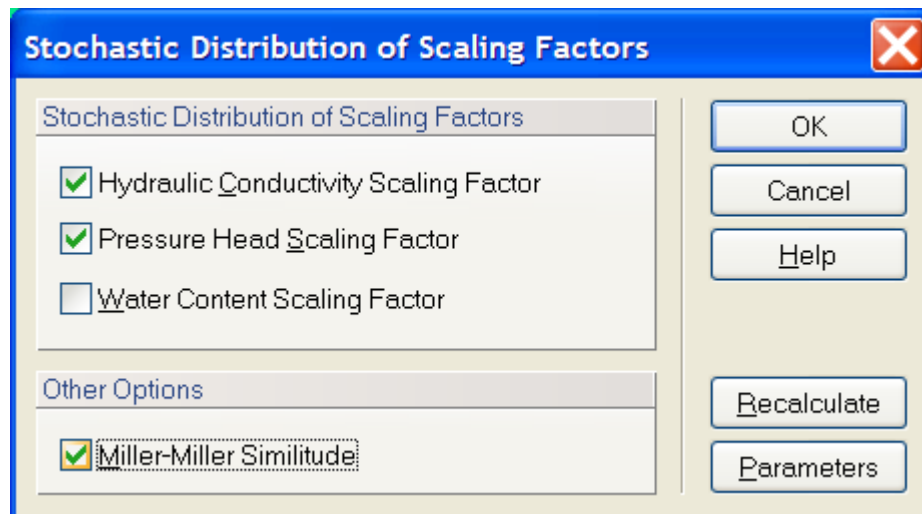 Stochastic Distribution of Scaling Factors
Stochastic Distribution of Scaling Factors
Hydraulic Conductivity Scaling Factor
Pressure Head Scaling Factor
Water Content Scaling Factor
Other Options
Miller-Miller Similitude
OK
Cancel
Help
Recalculate
Parameters